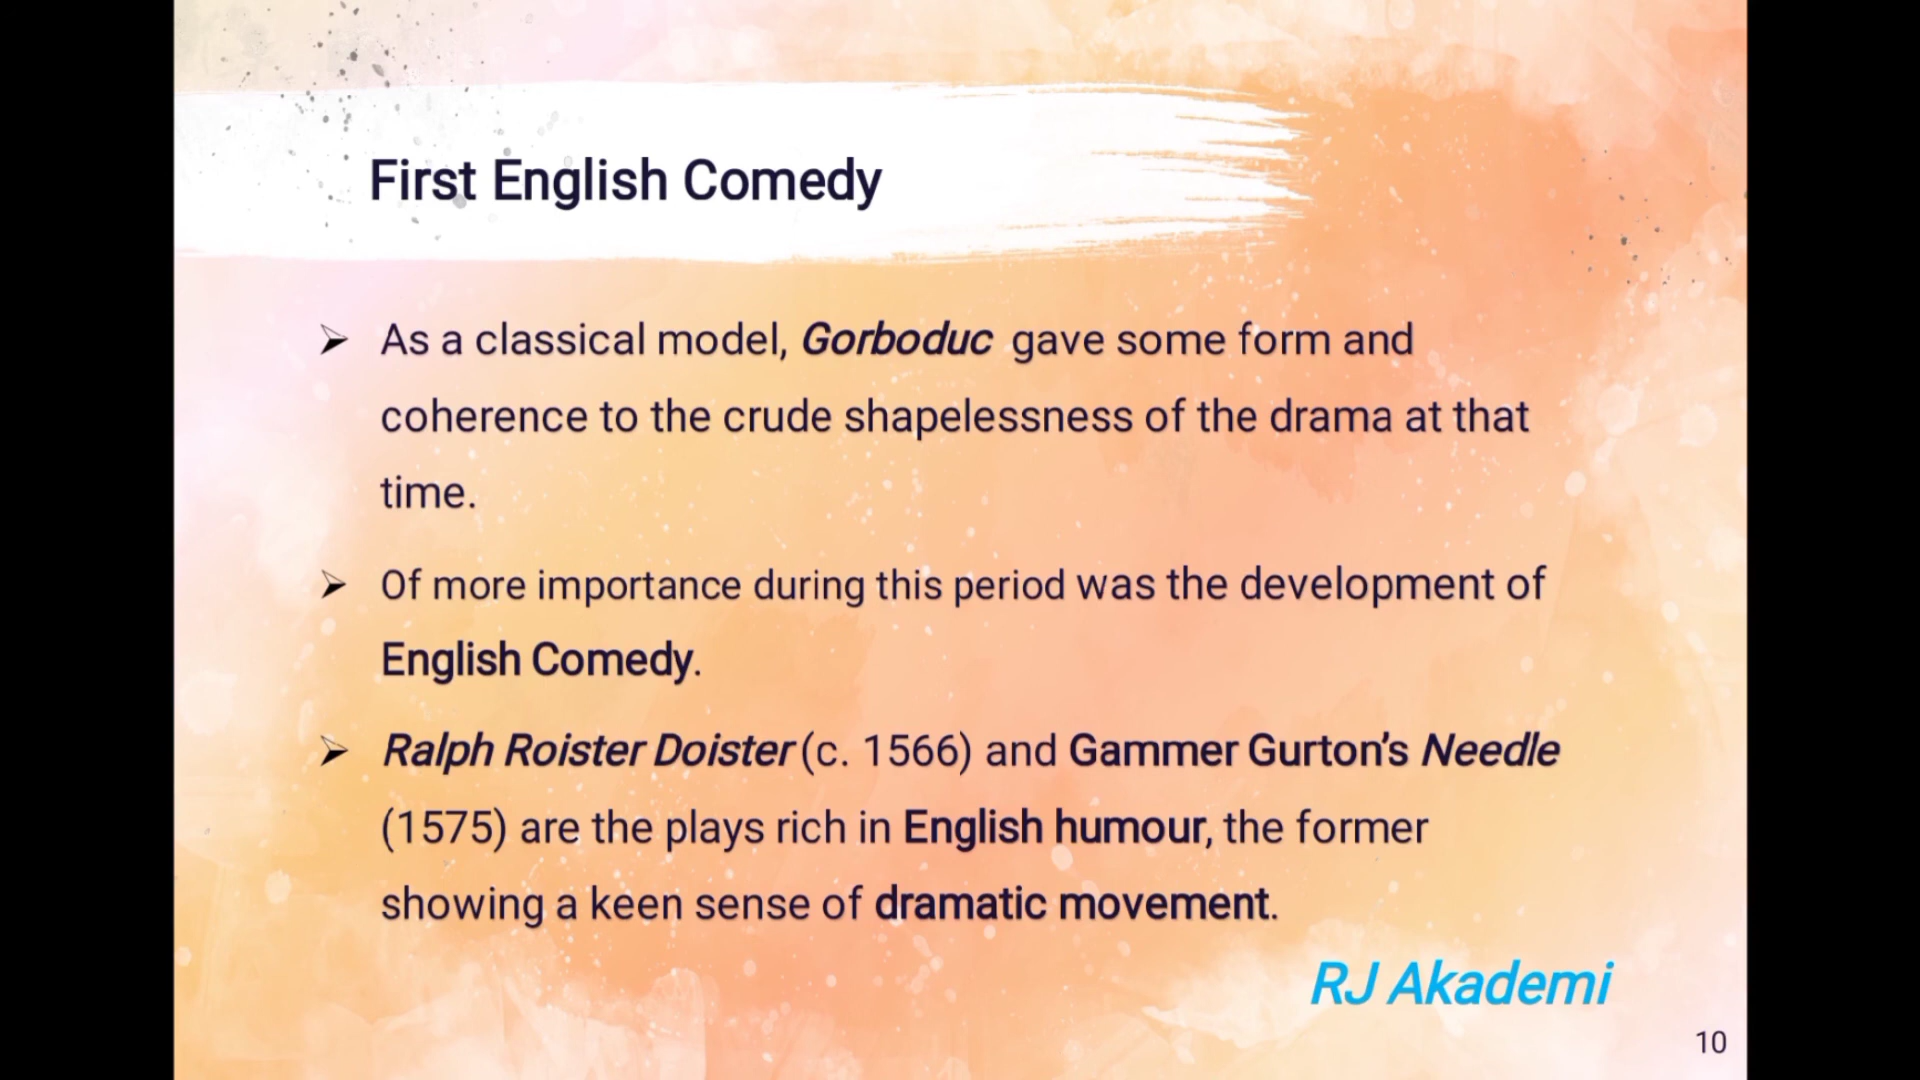 First English Comedy
As a classical model, Gorboduc gave some form and
coherence to the crude shapelessness of the drama at that
time.
Of more importance during this period was the development of
English Comedy.
Ralph Roister Doister (c. 1566) and Gammer Gurton’s Needle
(1575) are the plays rich in English humour, the former
showing a keen sense of dramatic movement.
RJ Akademi
10